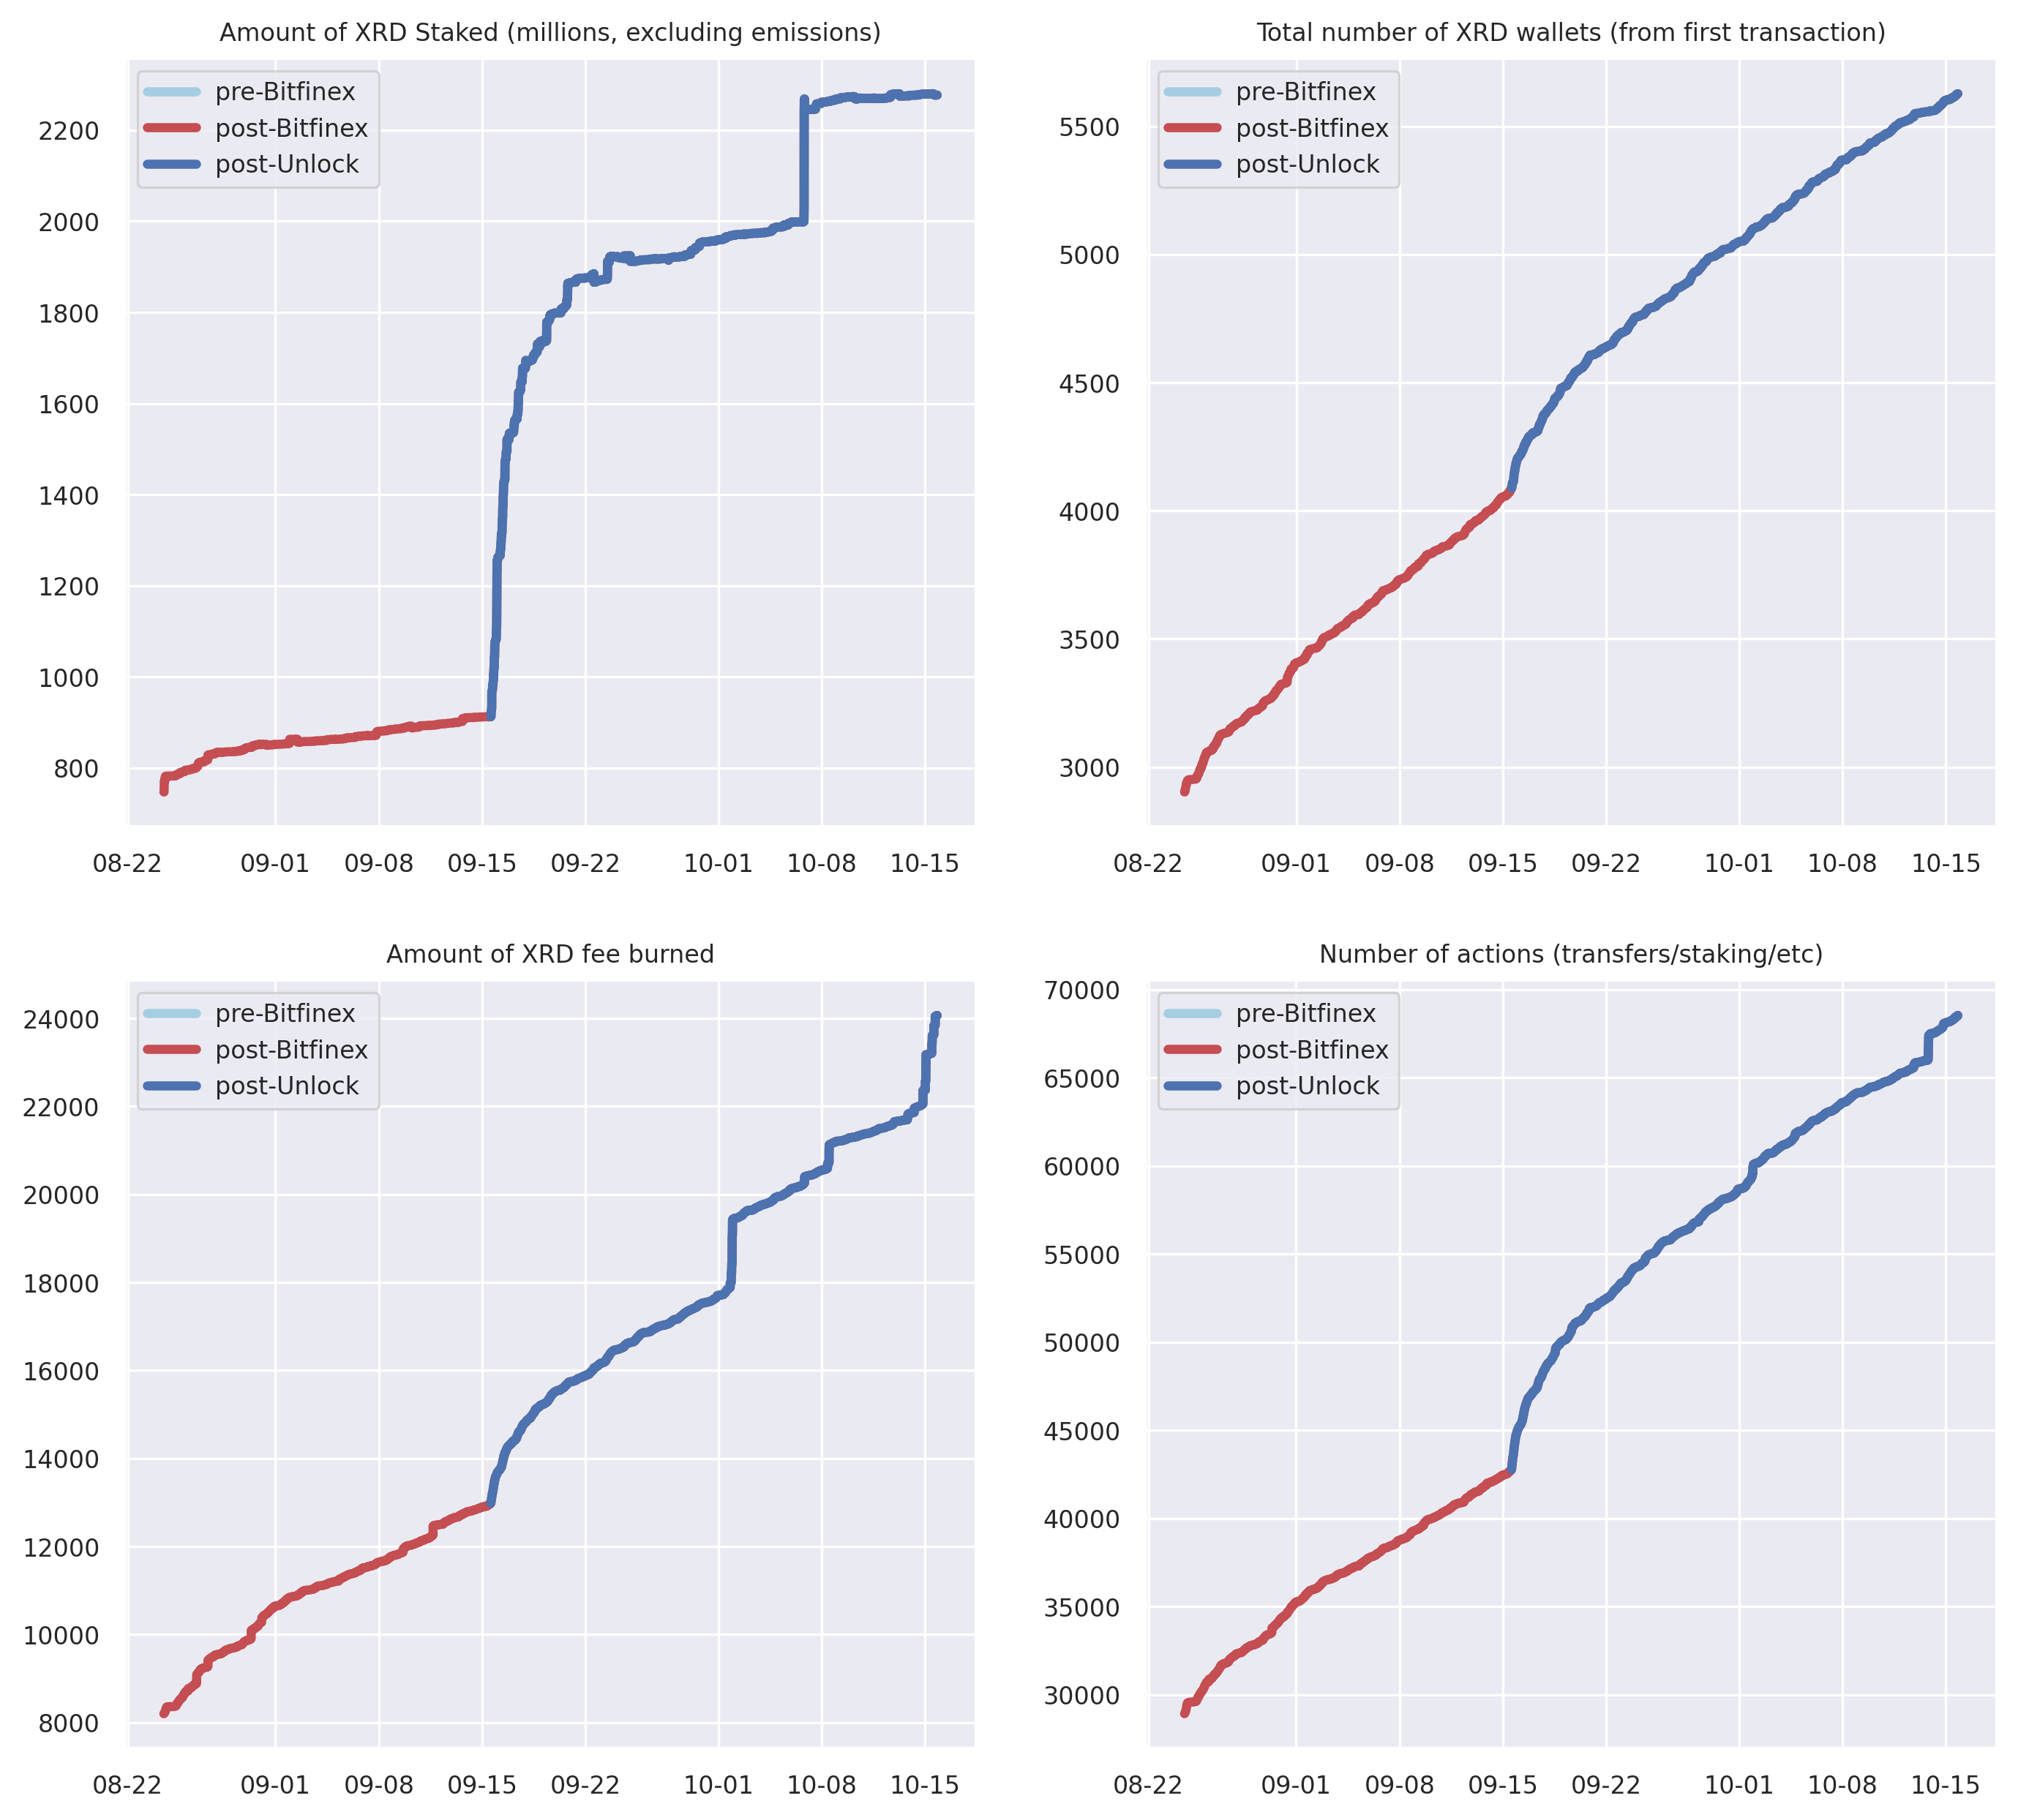 Amount of XRD Staked (millions, excluding emissions)
pre-Bitfinex
post-Bitfinex
post-Unlock
2200
2000
1800
1600
1400
1200
1000
800
08-22 09-01 09-08 09-15 09-22 10-01 10-08 10-15
Total number of XRD wallets (from first transaction)
pre-Bitfinex
post-Bitfinex
post-Unlock
5500
5000
4500
4000
3500
3000
08-22 09-01 09-08 09-15 09-22 10-01 10-08 10-15
Amount of XRD fee burned
pre-Bitfinex
post-Bitfinex
post-Unlock
24000
22000
20000
18000
16000
14000
12000
10000
8000
08-22 09-01 09-08 09-15 09-22 10-01 10-08 10-15
Number of actions (transfers/staking/etc)
pre-Bitfinex
post-Bitfinex
post-Unlock
70000
65000
60000
55000
50000
45000
40000
35000
30000
08-22 09-01 09-08 09-15 09-22 10-01 10-08 10-15